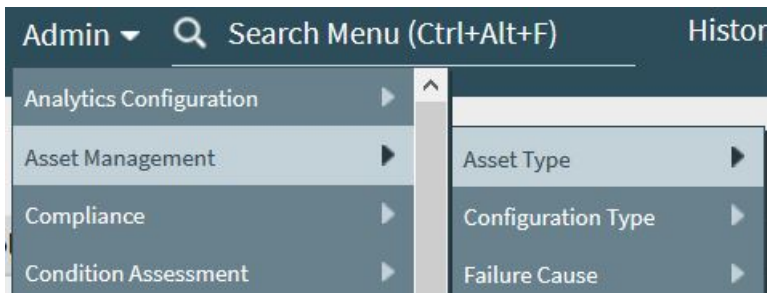 Admin Search Menu (Ctrl+Alt+F) Histor
Analytics Configuration
Asset Management Asset Type
Compliance Configuration Type
Condition Assessment Failure Cause